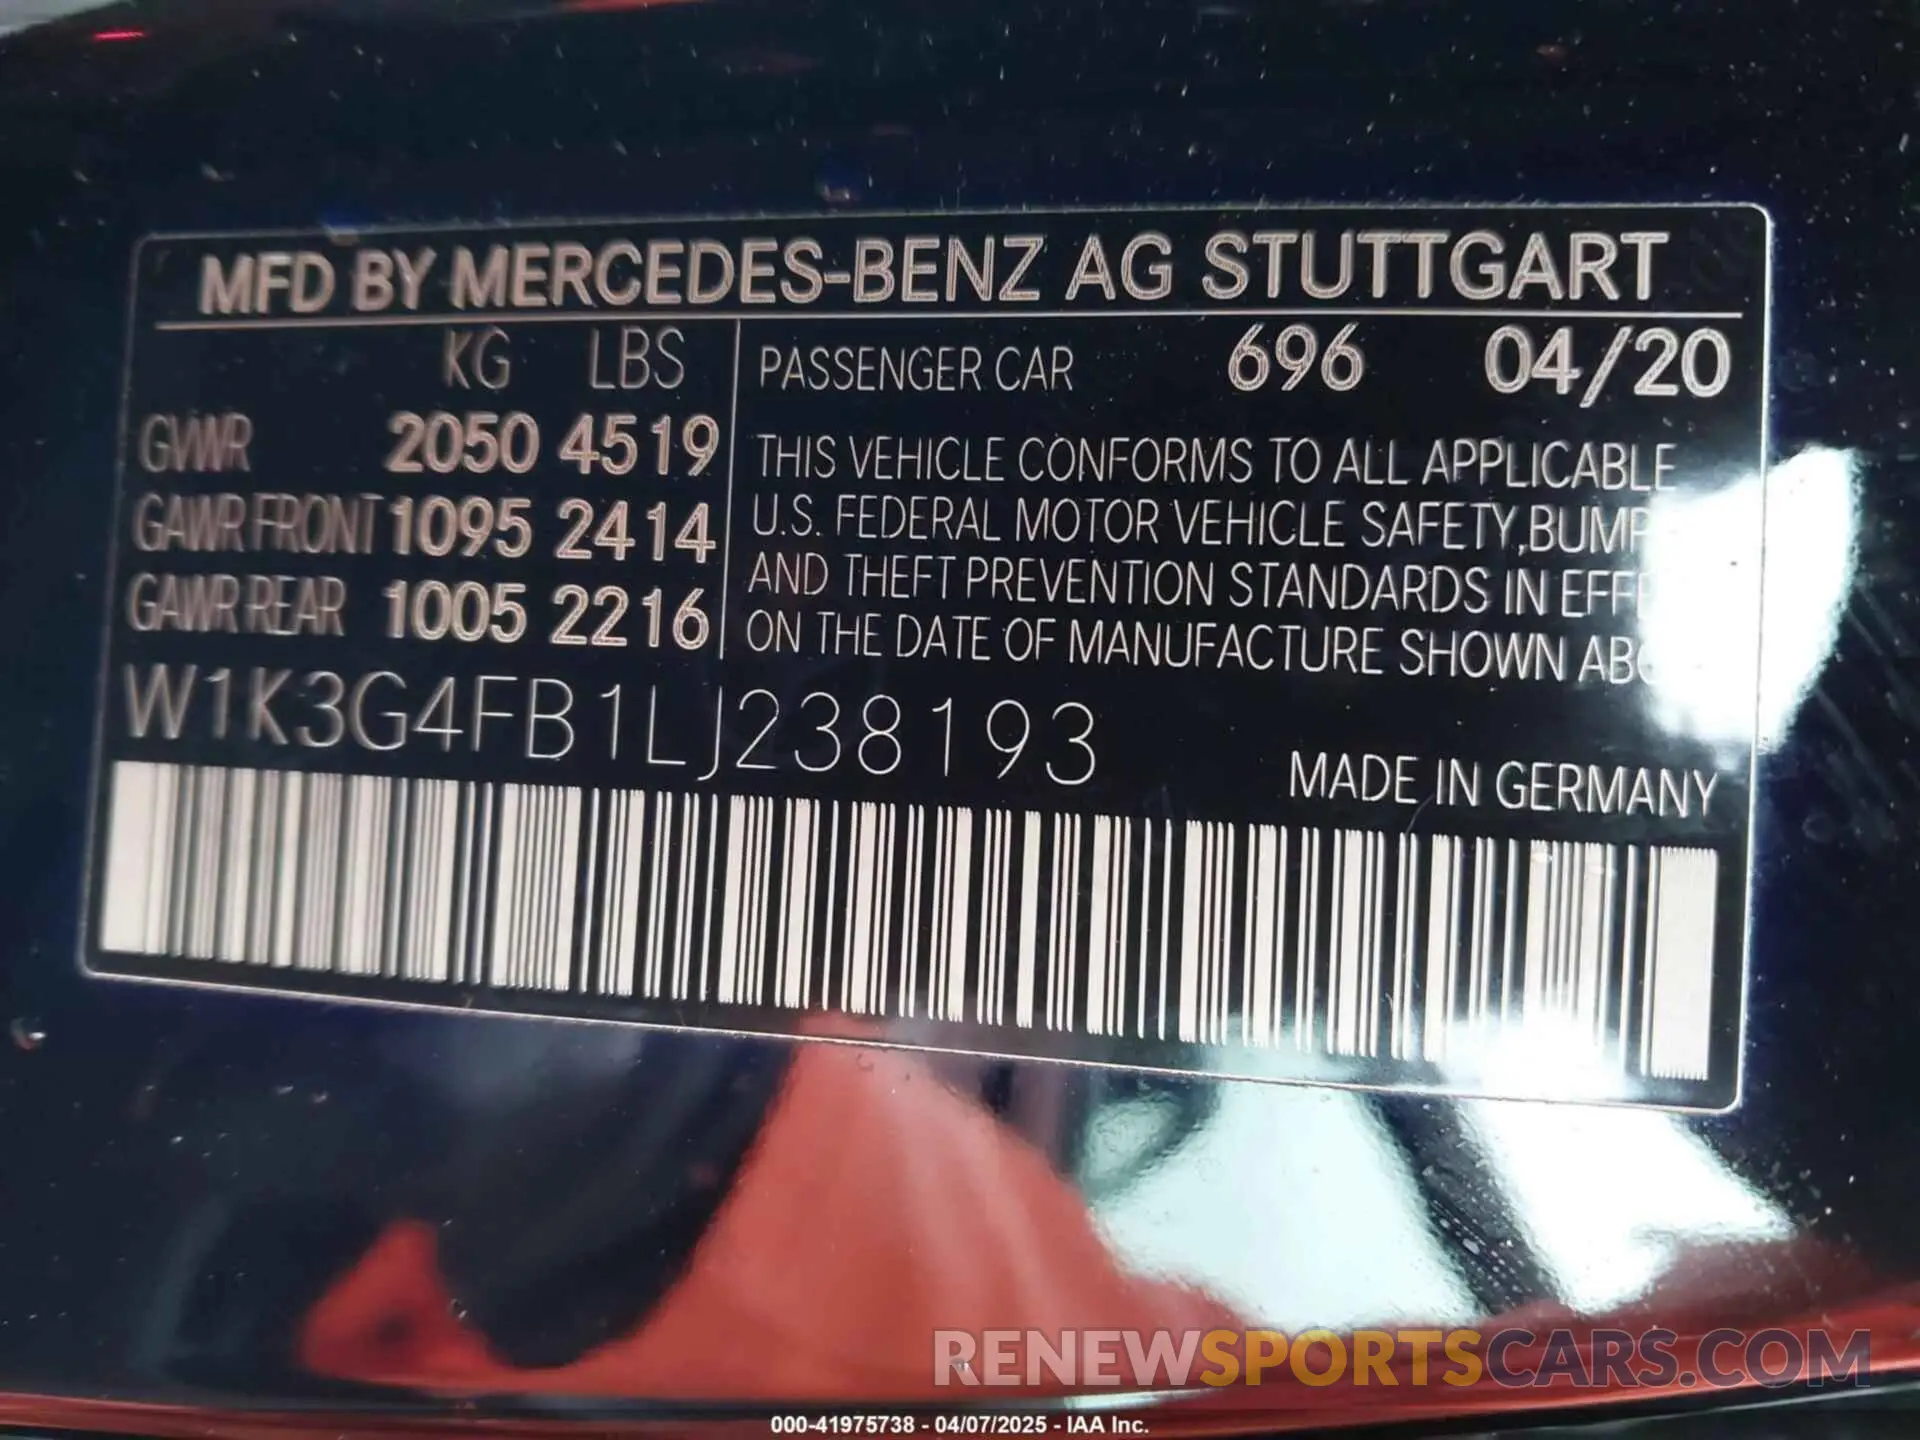 MFD BY MERCEDES-BENZ AG STUTTGART
KG LBS
GVWR 2050 4519
GAWR FRONT 1095 2414
GAWR REAR 1005 2216
PASSENGER CAR 696 04/20
THIS VEHICLE CONFORMS TO ALL APPLICABLE
U.S. FEDERAL MOTOR VEHICLE SAFETY,
AND THEFT PREVENTION STANDARDS IN
ON THE DATE OF MANUFACTURE SHOWN
W1K3G4FB1LJ238193
MADE IN GERMANY
RENEWSPORTSCARS.COM
000-41975738 - 04/07/2025 - IAA Inc.